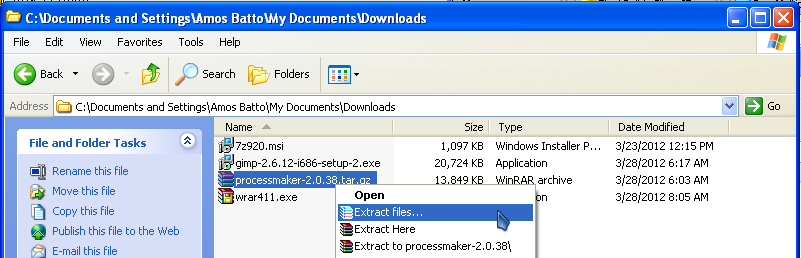 C:\Documents and Settings\Amos Batto\My Documents\Downloads
File Edit View Favorites Tools Help
Back Search Folders
Address C:\Documents and Settings\Amos Batto\My Documents\Downloads Go
File and Folder Tasks
Rename this file
Move this file
Copy this file
Publish this file to the Web
E-mail this file
Name Size Type Date Modified
7z920.msi 1,097 KB Windows Installer P... 3/23/2012 12:15 PM
gimp-2.6.12-i686-setup-2.exe 20,724 KB Application 3/28/2012 6:17 AM
processmaker-2.0.38.tar.gz 13,849 KB WinRAR archive 3/28/2012 6:03 AM
wrar411.exe 3/28/2012 8:05 AM
Open
Extract files...
Extract Here
Extract to processmaker-2.0.38\